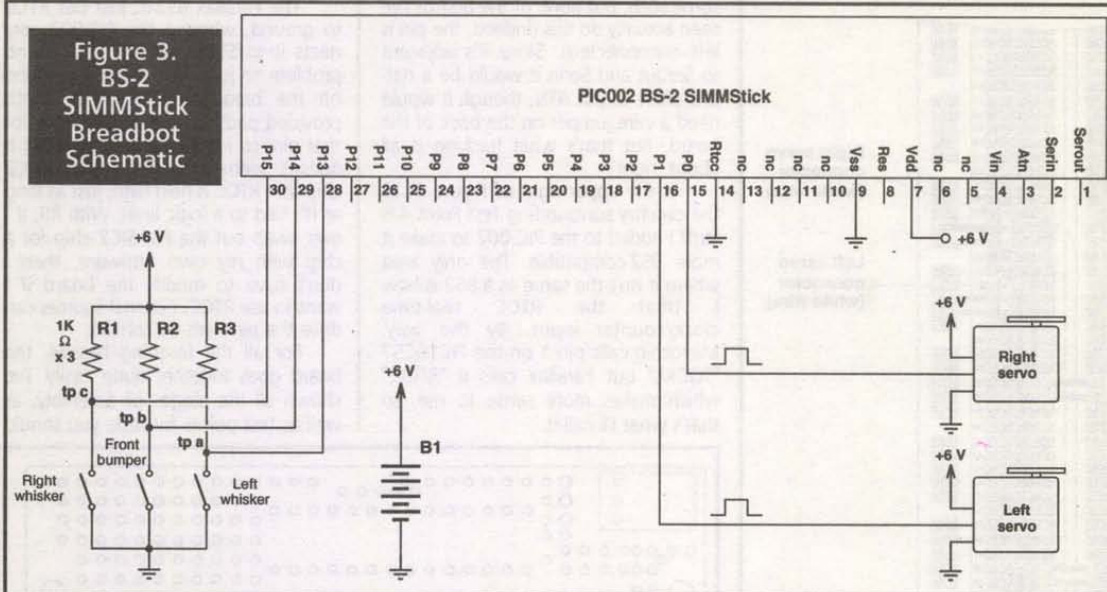 Figure 3.
BS-2
SIMMStick
Breadbot
Schematic
PIC002 BS-2 SIMMStick
P15 P14 P13 P12 P11 P10 P9 P8 P7 P6 P5 P4 P3 P2 P1 P0 Rtcc nc nc nc nc Vss Res Vdd nc nc Vin Atn Serin Serout
30 29 28 27 26 25 24 23 22 21 20 19 18 17 16 15 14 13 12 11 10 9 8 7 6 5 4 3 2 1
+6 V
+6 V
1K
Ω
x 3
R1 R2 R3
tp c
tp b
tp a
Front
bumper
Right
whisker
Left
whisker
+6 V
B1
+6 V
Right
servo
+6 V
Left
servo